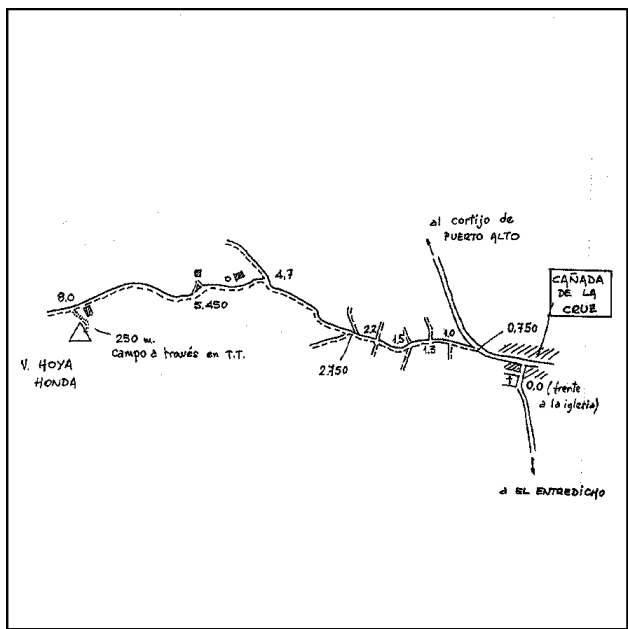 al cortijo de
PUERTO ALTO
CAÑADA
DE LA
CRUZ
4,7
8,0
5.450
250 m.
Campo a través en T.T.
V. HOYA
HONDA
2.750
2,2
1,5
1,3
1,0
0,750
0,0 (frente
a la iglesia)
a EL ENTREDICHO